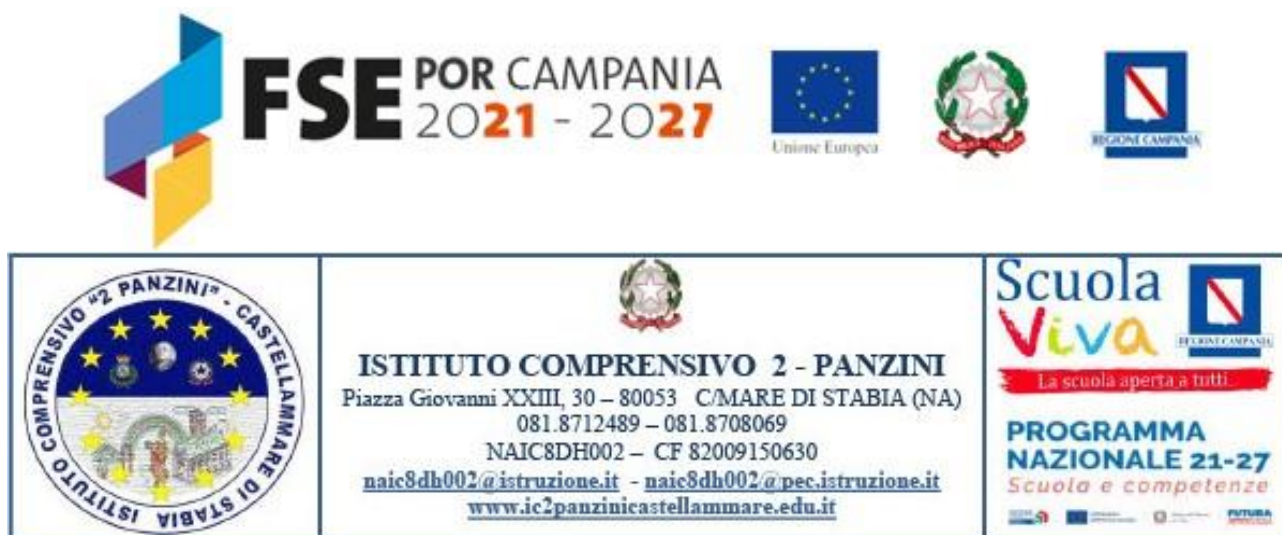 FSE POR CAMPANIA
2021 - 2027
Unione Europea
REGIONE CAMPANIA
ISTITUTO COMPRENSIVO "2 PANZINI" - CASTELLAMMARE DI STABIA
ISTITUTO COMPRENSIVO 2 - PANZINI
Piazza Giovanni XXIII, 30 – 80053 C/MARE DI STABIA (NA)
081.8712489 – 081.8708069
NAIC8DH002 – CF 82009150630
naic8dh002@istruzione.it - naic8dh002@pec.istruzione.it
www.ic2panzinicastellammare.edu.it
Scuola
Viva
REGIONE CAMPANIA
La scuola aperta a tutti.
PROGRAMMA
NAZIONALE 21-27
Scuola e competenze
FUTURA